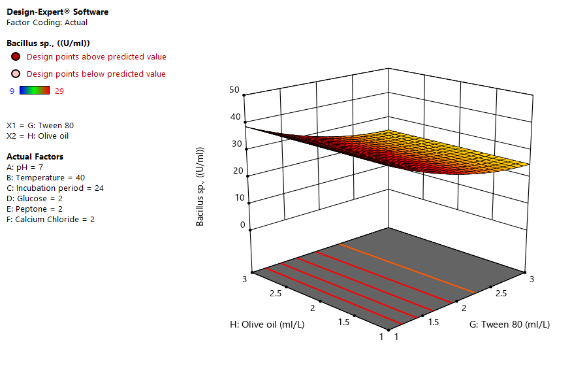 Design-Expert® Software
Factor Coding: Actual
Bacillus sp., ((U/ml))
Design points above predicted value
Design points below predicted value
9 29
X1 = G: Tween 80
X2 = H: Olive oil
Actual Factors
A: pH = 7
B: Temperature = 40
C: Incubation period = 24
D: Glucose = 2
E: Peptone = 2
F: Calcium Chloride = 2
50
40
30
20
10
0
Bacillus sp., ((U/ml))
3
2.5
2
1.5
1
H: Olive oil (ml/L)
1
1.5
2
2.5
3
G: Tween 80 (ml/L)